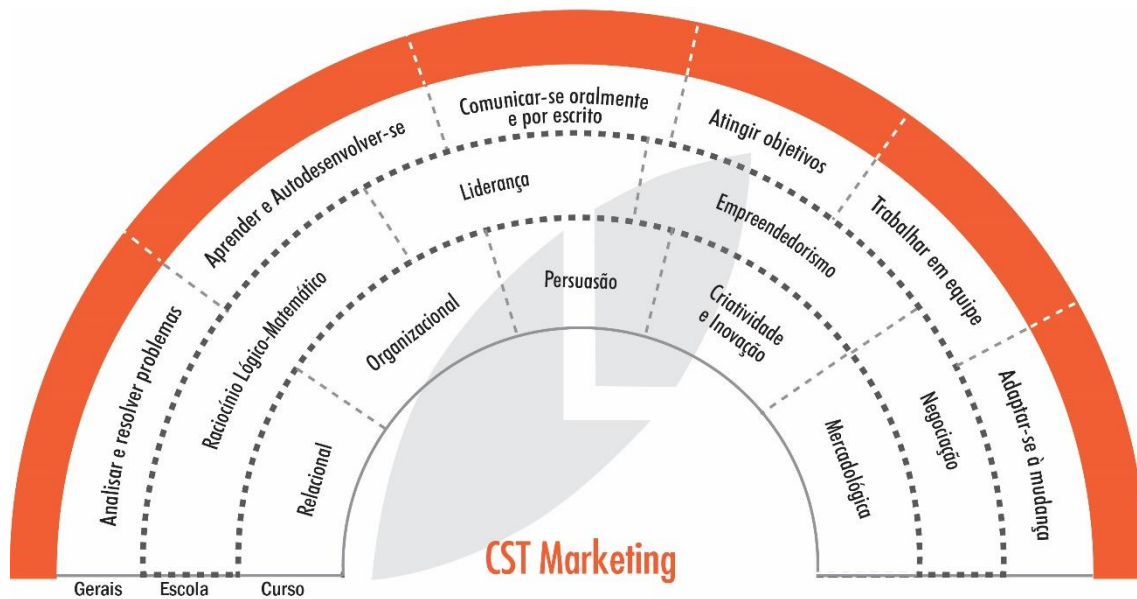 Analisar e resolver problemas
Aprender e Autodesenvolver-se
Comunicar-se oralmente
e por escrito
Atingir objetivos
Trabalhar em equipe
Adaptar-se à mudança
Raciocínio Lógico-Matemático
Liderança
Empreendedorismo
Negociação
Relacional
Organizacional
Persuasão
Criatividade
e Inovação
Mercadológica
CST Marketing
Gerais
Escola
Curso